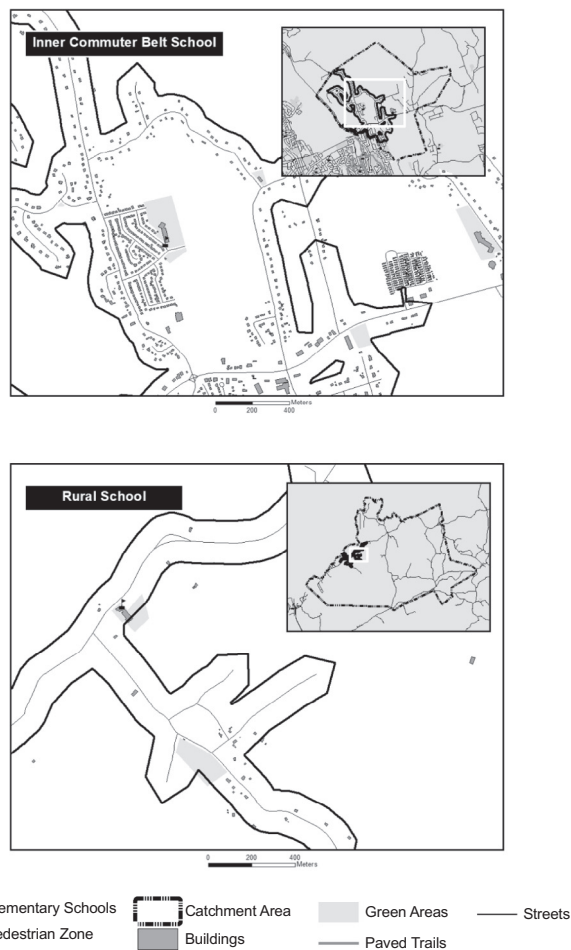 Inner Commuter Belt School
Meters
0 200 400
Rural School
0 200 400
Meters
ementary Schools
Catchment Area
Green Areas
Streets
edestrian Zone
Buildings
Paved Trails